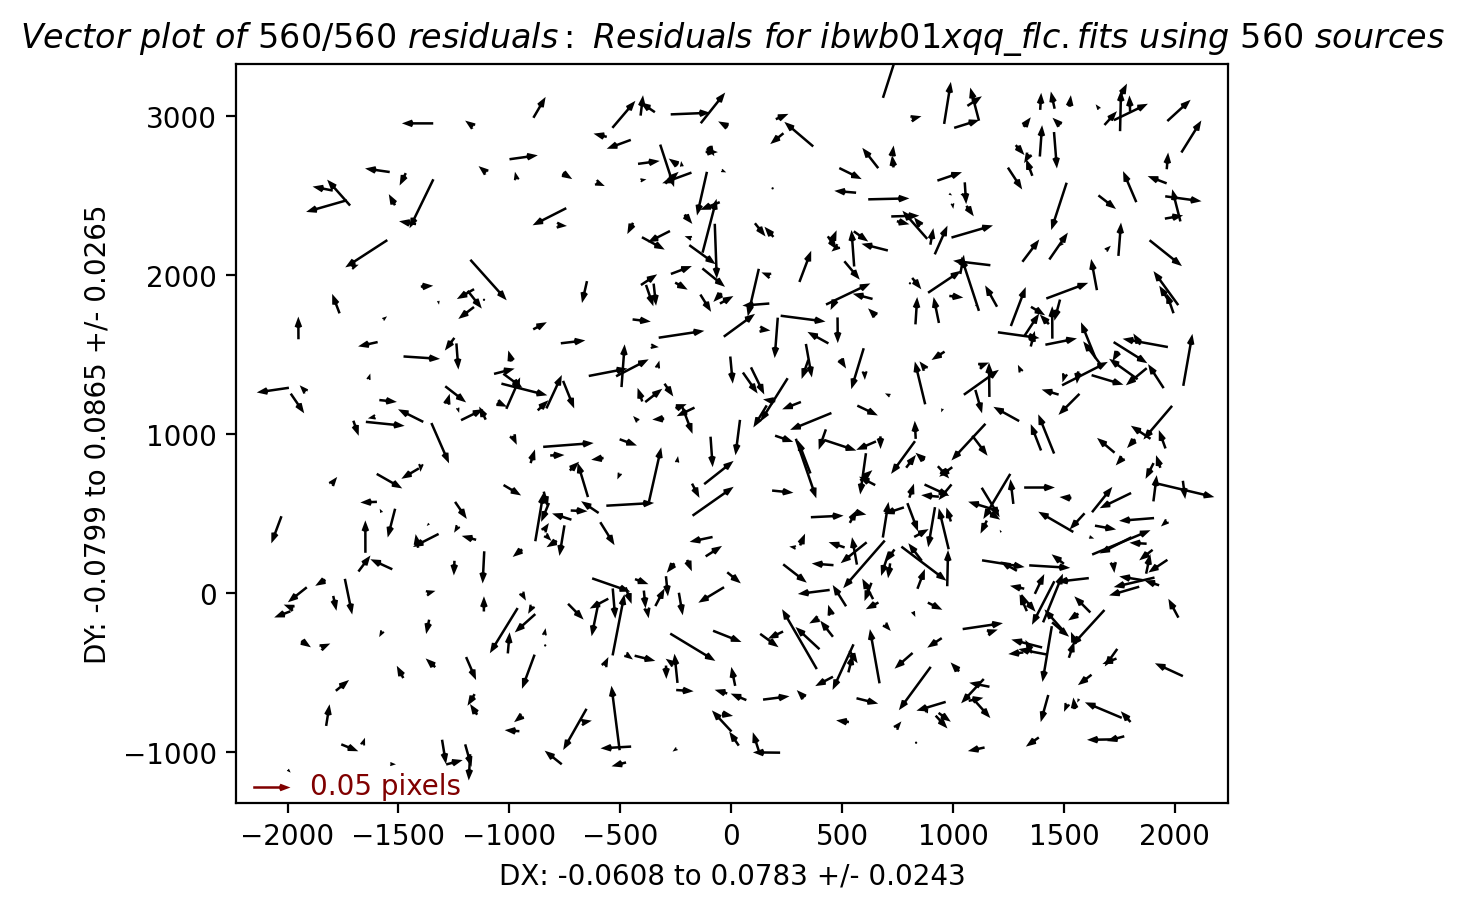 Vector plot of 560/560 residuals: Residuals for ibwb01xqq_flc.fits using 560 sources
3000
2000
1000
0
−1000
DY: -0.0799 to 0.0865 +/- 0.0265
0.05 pixels
−2000 −1500 −1000 −500 0 500 1000 1500 2000
DX: -0.0608 to 0.0783 +/- 0.0243